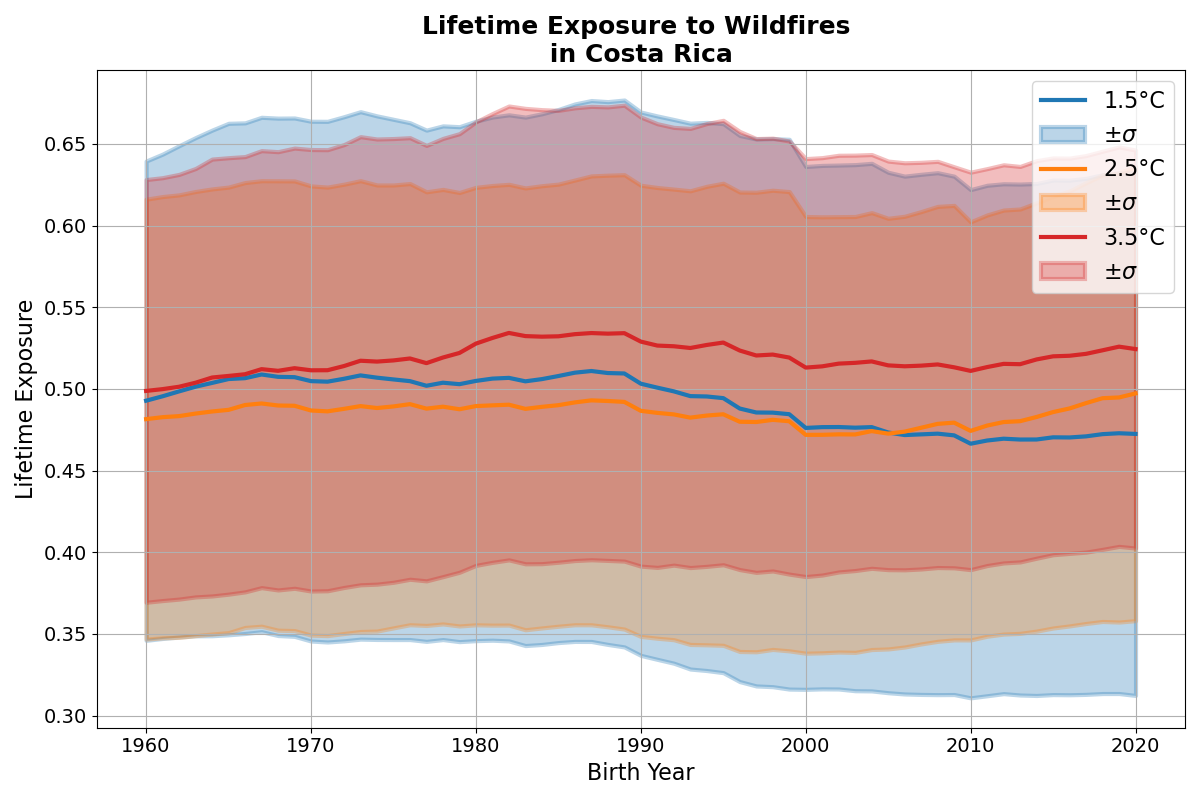 Lifetime Exposure to Wildfires
in Costa Rica
Lifetime Exposure
0.65
0.60
0.55
0.50
0.45
0.40
0.35
0.30
1.5°C
±σ
2.5°C
±σ
3.5°C
±σ
1960 1970 1980 1990 2000 2010 2020
Birth Year